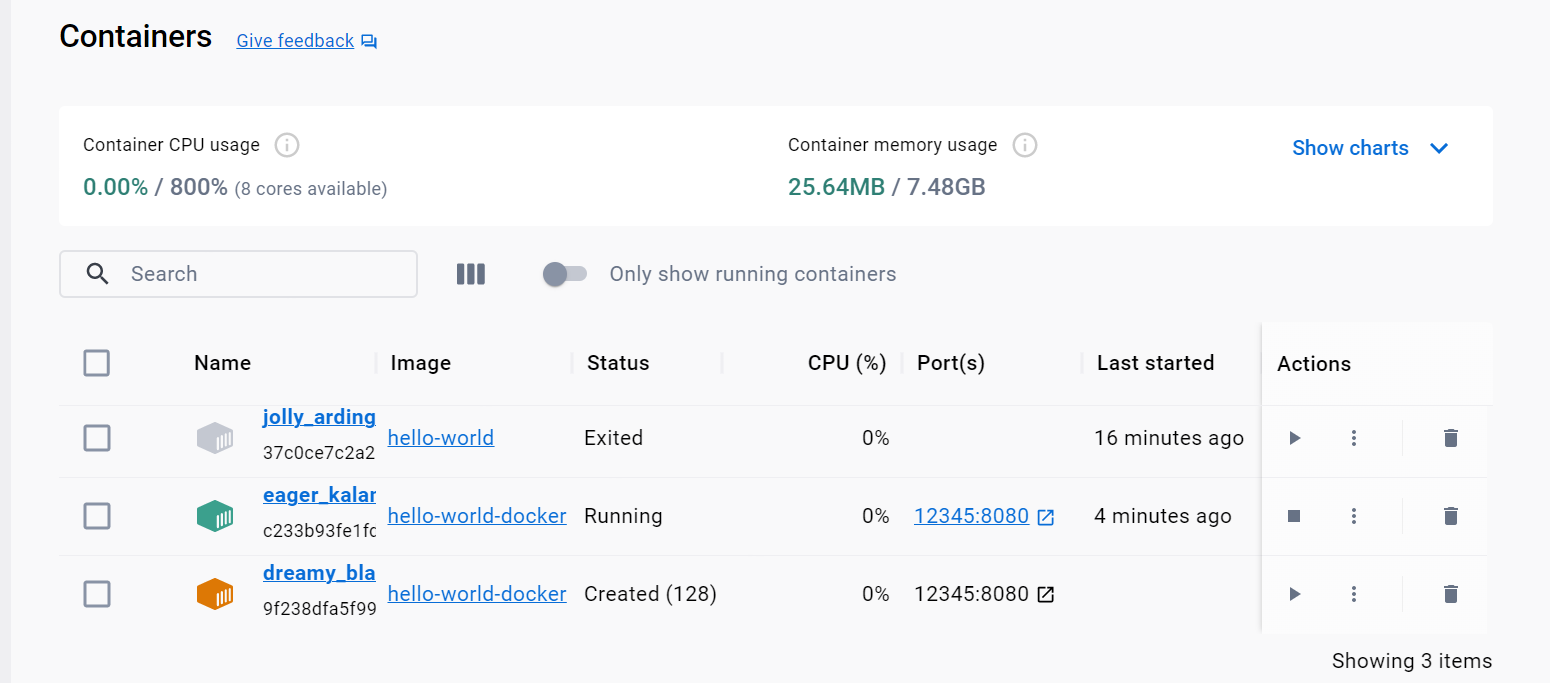 Containers Give feedback
Container CPU usage Container memory usage Show charts
0.00% / 800% (8 cores available) 25.64MB / 7.48GB
Search Only show running containers
Name Image Status CPU (%) Port(s) Last started Actions
jolly_arding
37c0ce7c2a2 hello-world Exited 0% 16 minutes ago
eager_kalar
c233b93fe1fc hello-world-docker Running 0% 12345:8080 4 minutes ago
dreamy_bla
9f238dfa5f99 hello-world-docker Created (128) 0% 12345:8080
Showing 3 items